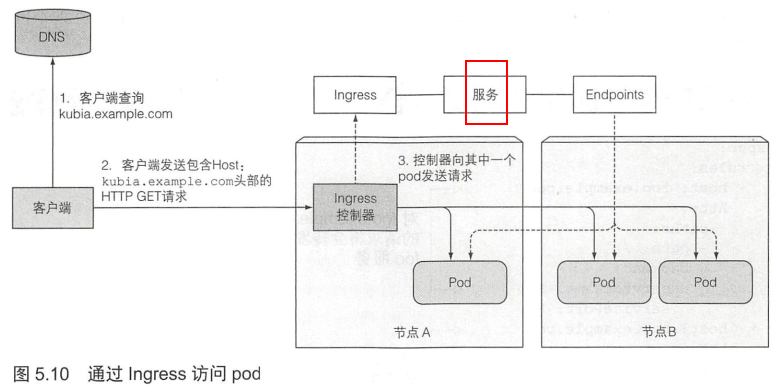 DNS
1. 客户端查询
kubia.example.com
Ingress
服务
Endpoints
2. 客户端发送包含Host:
kubia.example.com头部的
HTTP GET请求
3. 控制器向其中一个
pod发送请求
客户端
Ingress
控制器
Pod
Pod
Pod
节点A
节点B
图 5.10 通过 Ingress 访问 pod